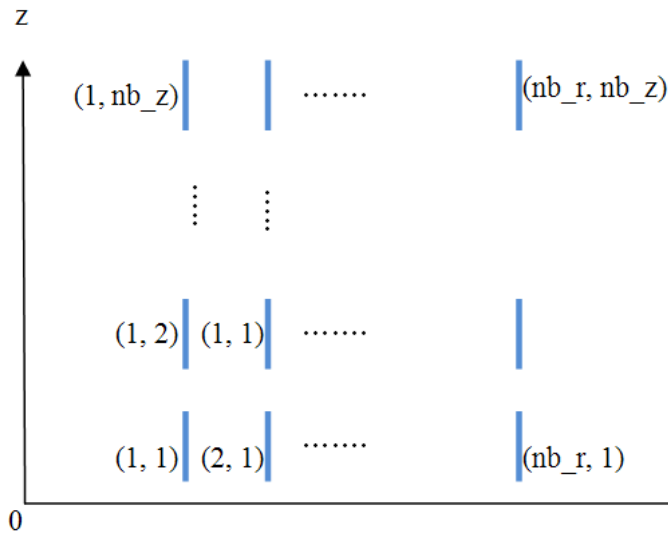 z
(1, nb_z) ....... (nb_r, nb_z)
(1, 2) (1, 1) .......
(1, 1) (2, 1) ....... (nb_r, 1)
0